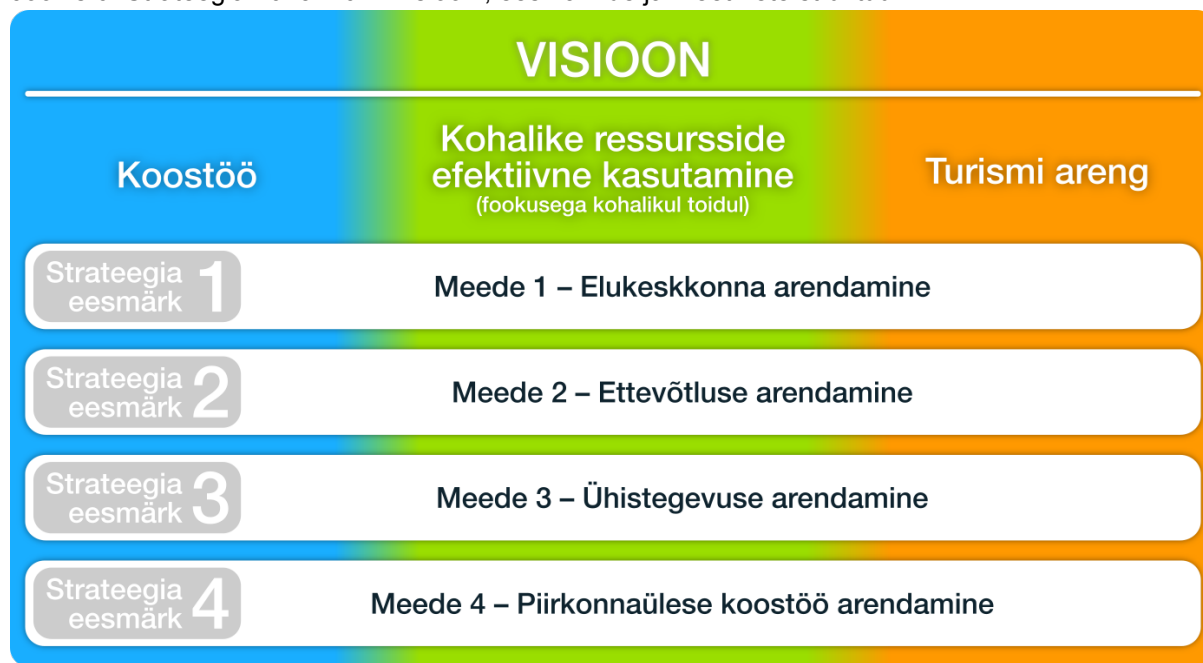 VISIOON
Koostöö
Kohalike ressursside
efektiivne kasutamine
(fookusega kohalikul toidul)
Turismi areng
Strateegia
eesmärk 1
Meede 1 – Elukeskkonna arendamine
Strateegia
eesmärk 2
Meede 2 – Ettevõtluse arendamine
Strateegia
eesmärk 3
Meede 3 – Ühistegevuse arendamine
Strateegia
eesmärk 4
Meede 4 – Piirkonnaülese koostöö arendamine